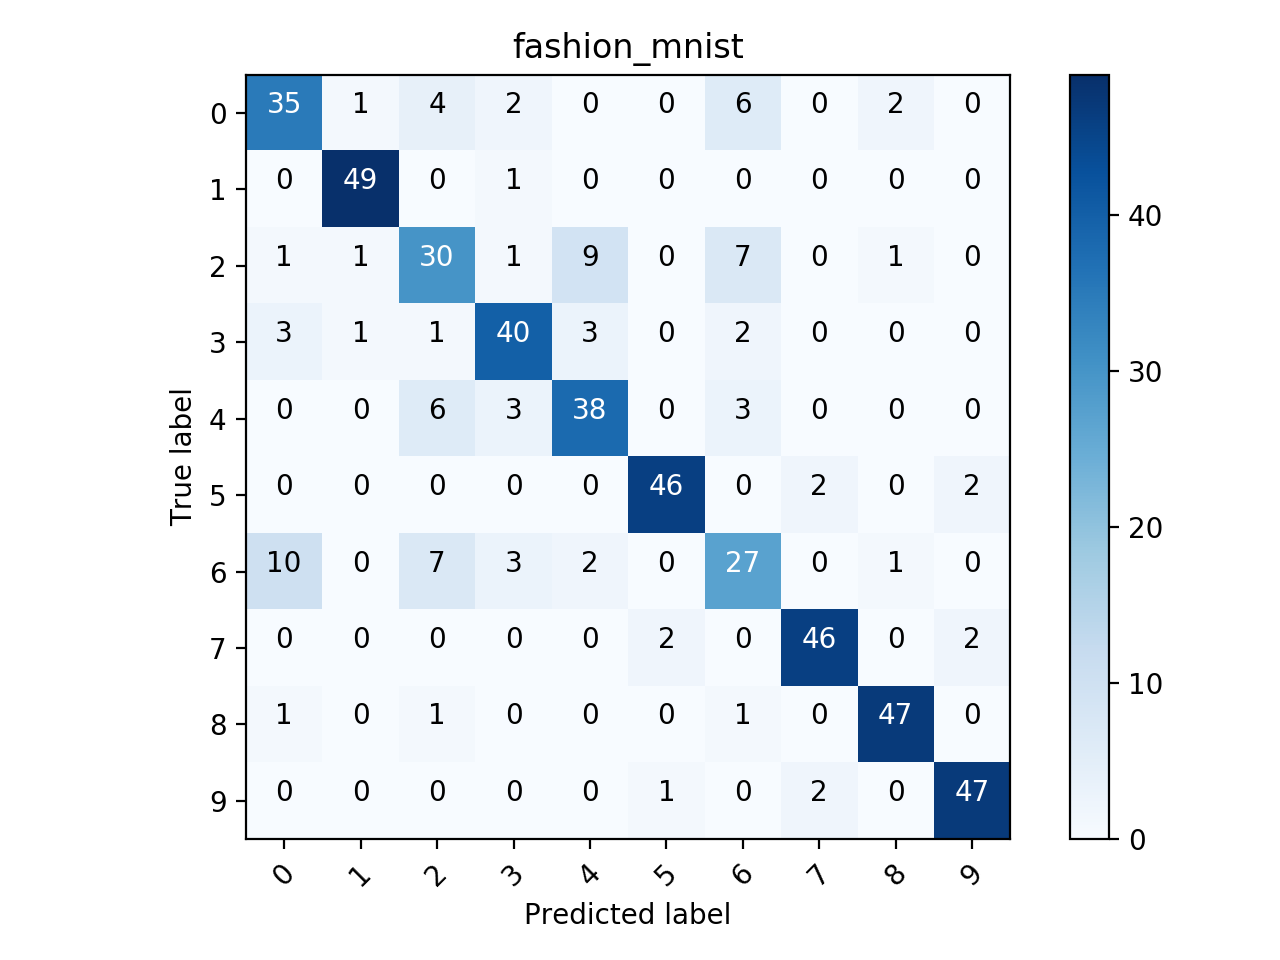 fashion_mnist
True label
0 35 1 4 2 0 0 6 0 2 0
1 0 49 0 1 0 0 0 0 0 0
2 1 1 30 1 9 0 7 0 1 0
3 3 1 1 40 3 0 2 0 0 0
4 0 0 6 3 38 0 3 0 0 0
5 0 0 0 0 0 46 0 2 0 2
6 10 0 7 3 2 0 27 0 1 0
7 0 0 0 0 0 2 0 46 0 2
8 1 0 1 0 0 0 1 0 47 0
9 0 0 0 0 0 1 0 2 0 47
0 1 2 3 4 5 6 7 8 9
Predicted label
40
30
20
10
0